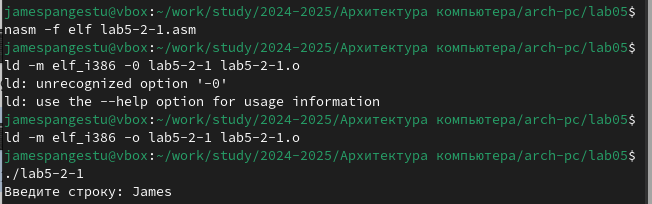 jamespangestu@vbox:~/work/study/2024-2025/Архитектура компьютера/arch-pc/lab05$
nasm -f elf lab5-2-1.asm
jamespangestu@vbox:~/work/study/2024-2025/Архитектура компьютера/arch-pc/lab05$
ld -m elf_i386 -0 lab5-2-1 lab5-2-1.o
ld: unrecognized option '-0'
ld: use the --help option for usage information
jamespangestu@vbox:~/work/study/2024-2025/Архитектура компьютера/arch-pc/lab05$
ld -m elf_i386 -o lab5-2-1 lab5-2-1.o
jamespangestu@vbox:~/work/study/2024-2025/Архитектура компьютера/arch-pc/lab05$
./lab5-2-1
Введите строку: James